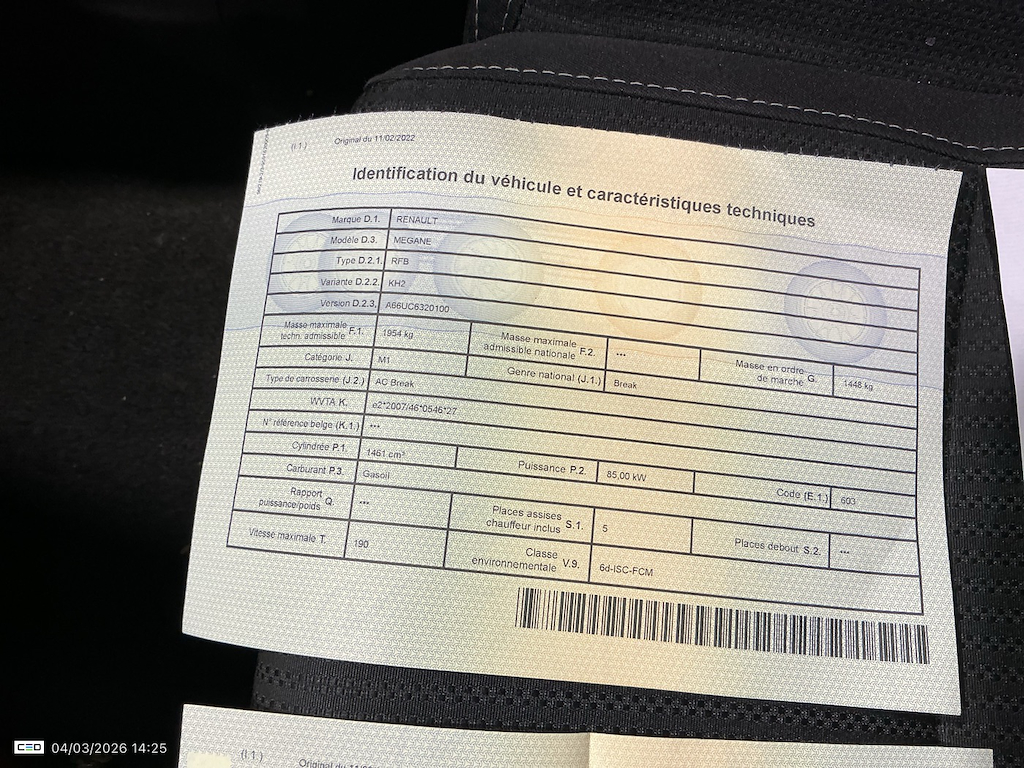 (I.1) Original du 11/02/2022
Identification du véhicule et caractéristiques techniques
Marque D.1. RENAULT
Modèle D.3. MEGANE
Type D.2.1. RFB
Variante D.2.2. KH2
Version D.2.3. A66UC6320100
Masse maximale techn. admissible F.1. 1954 kg Masse maximale admissible nationale F.2. --- Masse en ordre de marche G. 1448 kg
Catégorie J. M1 Genre national (J.1.) Break
Type de carrosserie (J.2.) AC Break
WVTA K. e2*2007/46*0546*27
N° référence belge (K.1.) ---
Cylindrée P.1. 1461 cm³ Puissance P.2. 85,00 kW Code (E.1.) 603
Carburant P.3. Gasoil
Rapport puissance/poids Q. --- Places assises chauffeur inclus S.1. 5 Places debout S.2. ---
Vitesse maximale T. 190 Classe environnementale V.9. 6d-ISC-FCM
CEO 04/03/2026 14:25
(I.1.) Original du